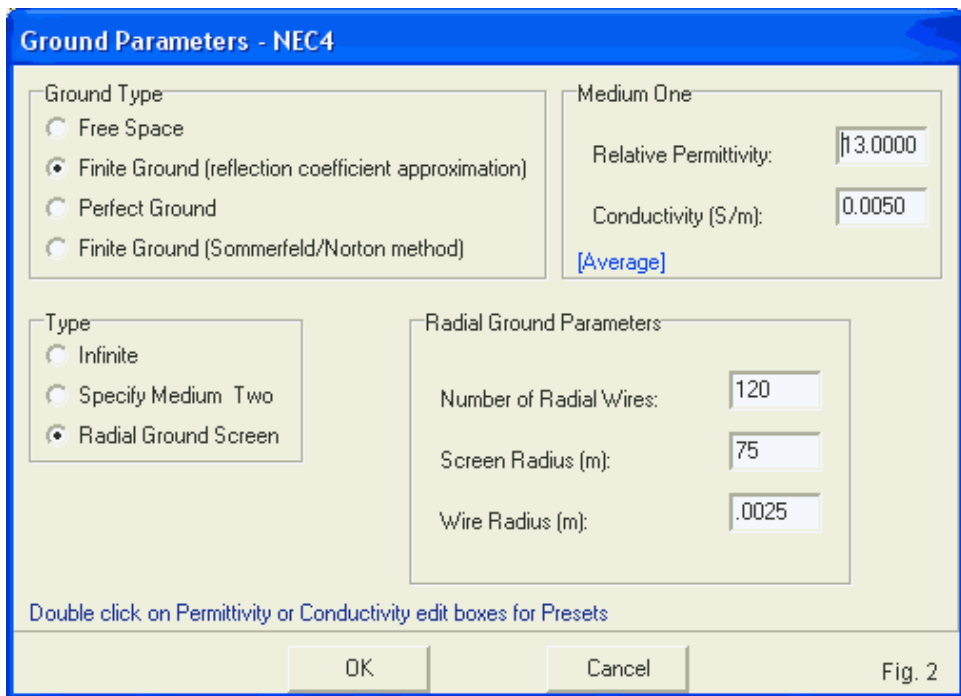 Ground Parameters - NEC4
Ground Type
Free Space
Finite Ground (reflection coefficient approximation)
Perfect Ground
Finite Ground (Sommerfeld/Norton method)
Medium One
Relative Permittivity: 13.0000
Conductivity (S/m): 0.0050
[Average]
Type
Infinite
Specify Medium Two
Radial Ground Screen
Radial Ground Parameters
Number of Radial Wires: 120
Screen Radius (m): 75
Wire Radius (m): .0025
Double click on Permittivity or Conductivity edit boxes for Presets
OK
Cancel
Fig. 2